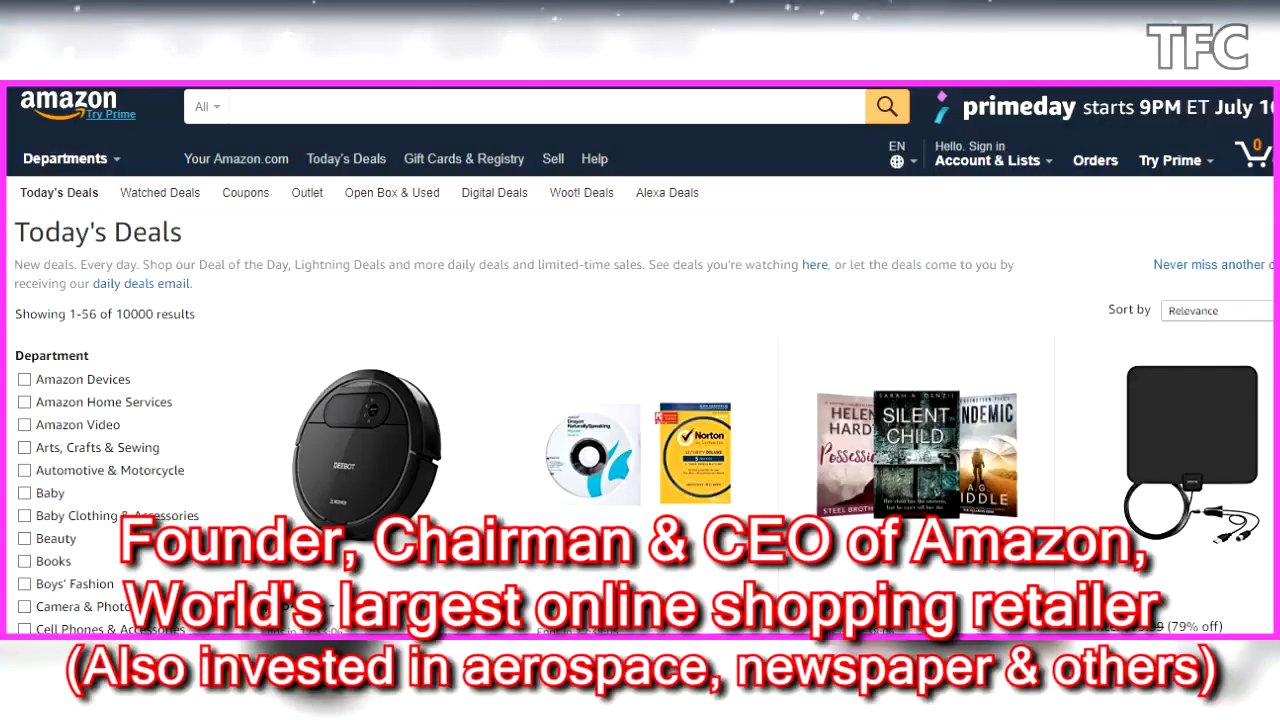 TFC
amazon
Try Prime
All
primeday starts 9PM ET July
Departments
Your Amazon.com Today's Deals Gift Cards & Registry Sell Help
EN
Hello. Sign in
Account & Lists
Orders
Try Prime
0
Today's Deals Watched Deals Coupons Outlet Open Box & Used Digital Deals Woot! Deals Alexa Deals
Today's Deals
New deals. Every day. Shop our Deal of the Day, Lightning Deals and more daily deals and limited-time sales. See deals you're watching here, or let the deals come to you by
receiving our daily deals email.
Never miss another
Showing 1-56 of 10000 results
Sort by Relevance
Department
Amazon Devices
Amazon Home Services
Amazon Video
Arts, Crafts & Sewing
Automotive & Motorcycle
Baby
Baby Clothing & Accessories
Beauty
Books
Boys' Fashion
Camera &
Cell Phones & Accessories
DEEBOT
Norton
SILENT
CHILD
Founder, Chairman & CEO of Amazon,
World's largest online shopping retailer
(79% off)
(Also invested in aerospace, newspaper & others)